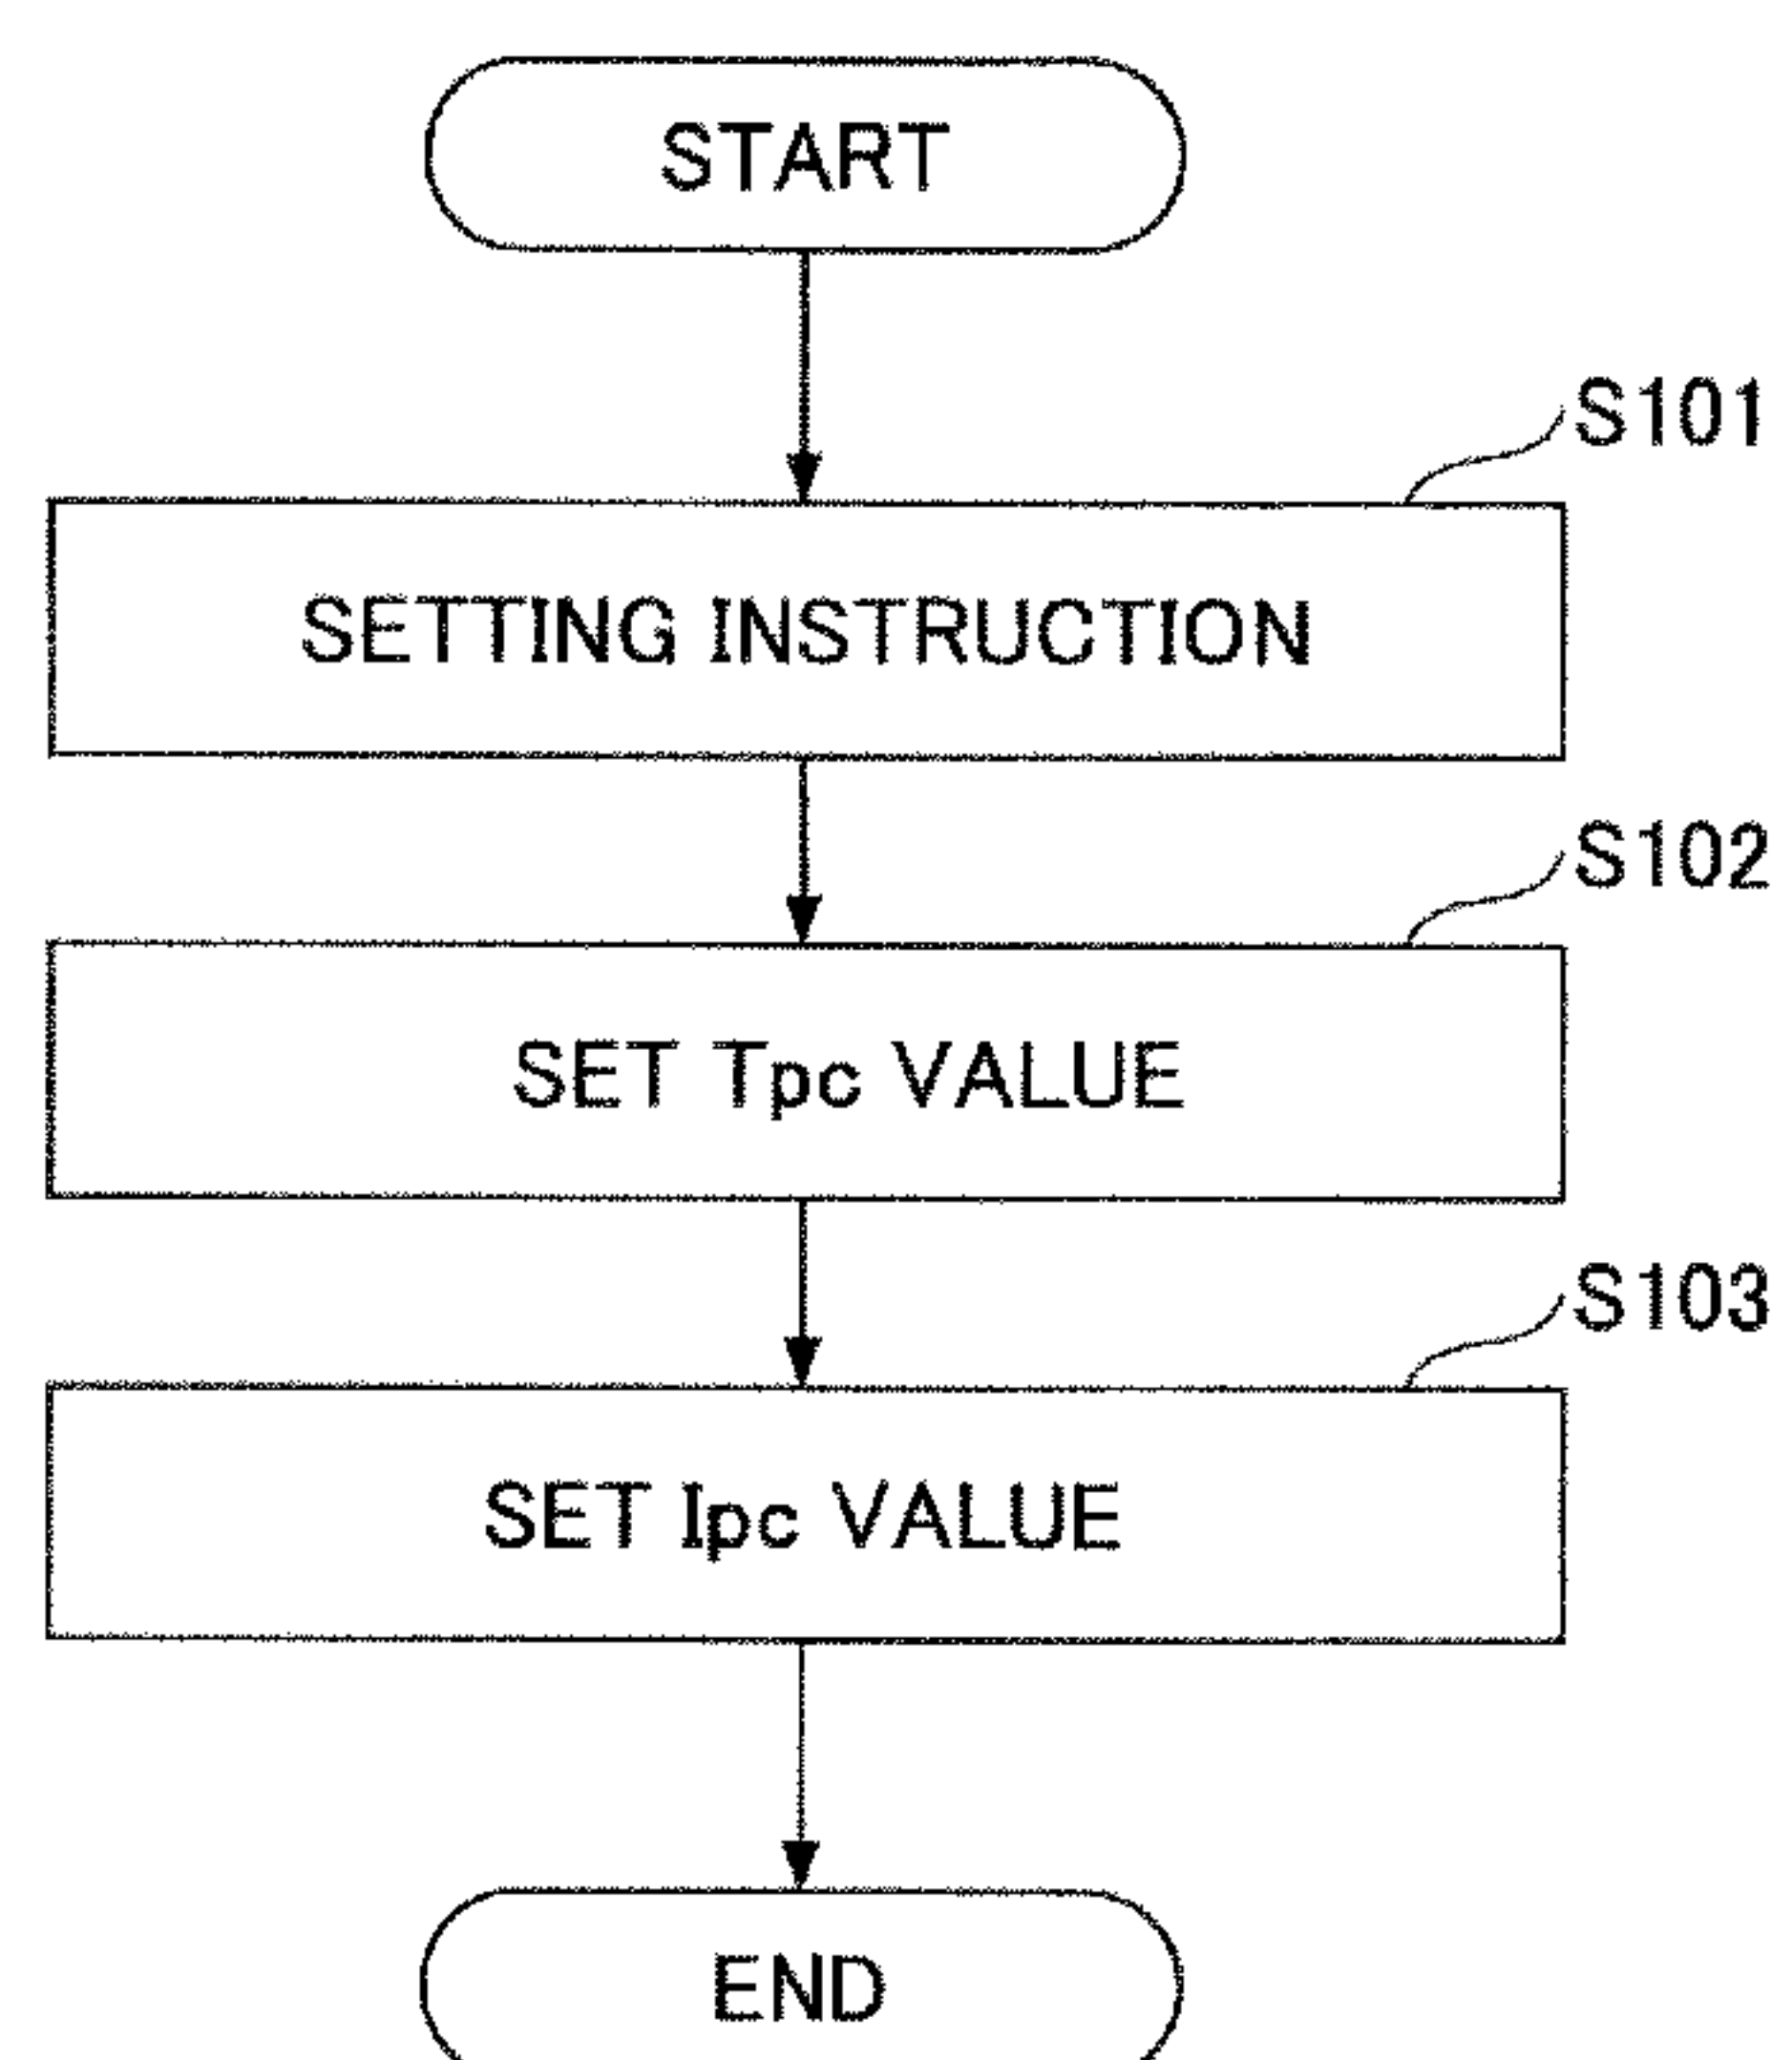 START
S101
SETTING INSTRUCTION
S102
SET Tpc VALUE
S103
SET Ipc VALUE
END